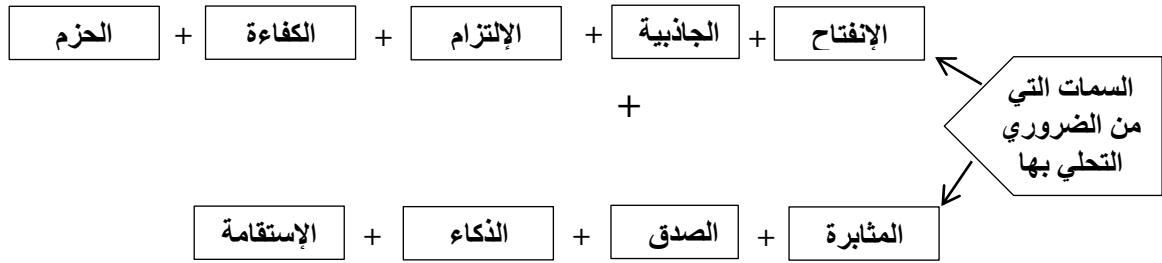 الإنفتاح + الجاذبية + الإلتزام + الكفاءة + الحزم
السمات التي
من الضروري
التحلي بها
+
المثابرة + الصدق + الذكاء + الإستقامة